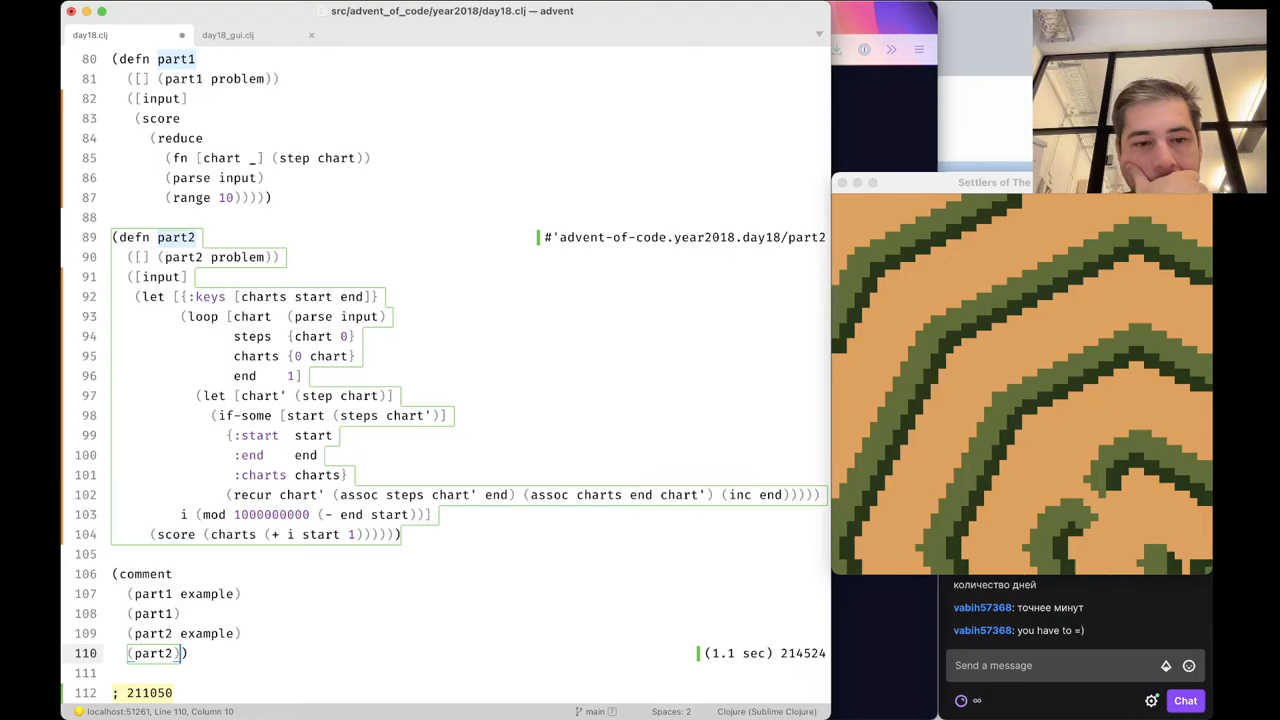 src/advent_of_code/year2018/day18.clj — advent
day18.clj
day18_gui.clj
80 (defn part1
81 ([] (part1 problem))
82 ([input]
83 (score
84 (reduce
85 (fn [chart _] (step chart))
86 (parse input)
87 (range 10)))))
88
89 (defn part2 #'advent-of-code.year2018.day18/part2
90 ([] (part2 problem))
91 ([input]
92 (let [{:keys [charts start end]}
93 (loop [chart (parse input)
94 steps {chart 0}
95 charts {0 chart}
96 end 1]
97 (let [chart' (step chart)]
98 (if-some [start (steps chart')]
99 {:start start
100 :end end
101 :charts charts}
102 (recur chart' (assoc steps chart' end) (assoc charts end chart') (inc end)))))
103 i (mod 1000000000 (- end start))]
104 (score (charts (+ i start 1))))))
105
106 (comment
107 (part1 example)
108 (part1)
109 (part2 example)
110 (part2)) (1.1 sec) 214524
111
112 ; 211050
localhost:51261, Line 110, Column 10
main
7
Spaces: 2
Clojure (Sublime Clojure)
Settlers of The
количество дней
vabih57368: точнее минут
vabih57368: you have to =)
Send a message
∞
Chat